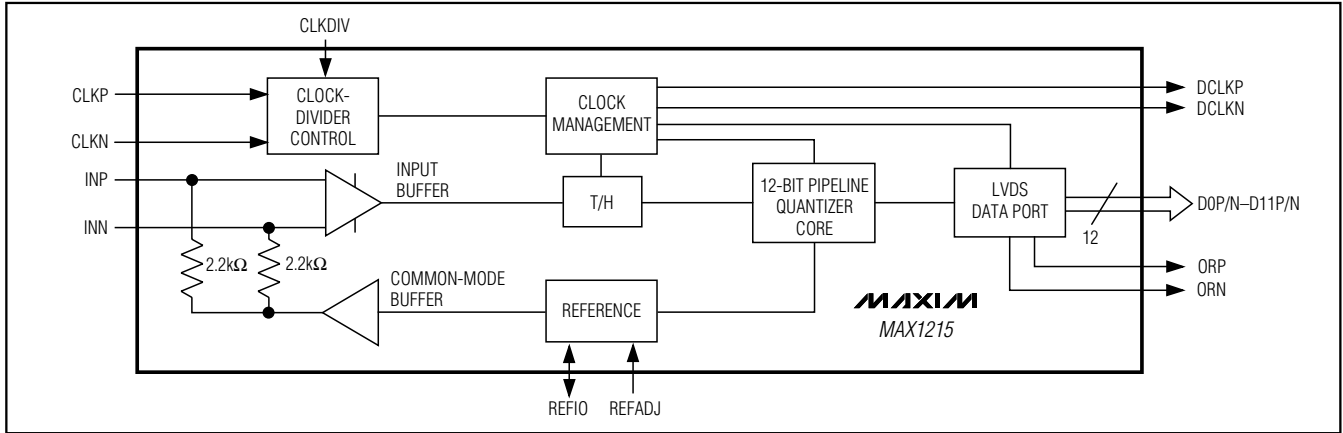 CLKDIV
CLKP
CLKN
CLOCK-
DIVIDER
CONTROL
CLOCK
MANAGEMENT
DCLKP
DCLKN
INP
INN
INPUT
BUFFER
T/H
12-BIT PIPELINE
QUANTIZER
CORE
LVDS
DATA PORT
12
D0P/N–D11P/N
2.2kΩ
2.2kΩ
COMMON-MODE
BUFFER
REFERENCE
ORP
ORN
MAXIM
MAX1215
REFIO
REFADJ